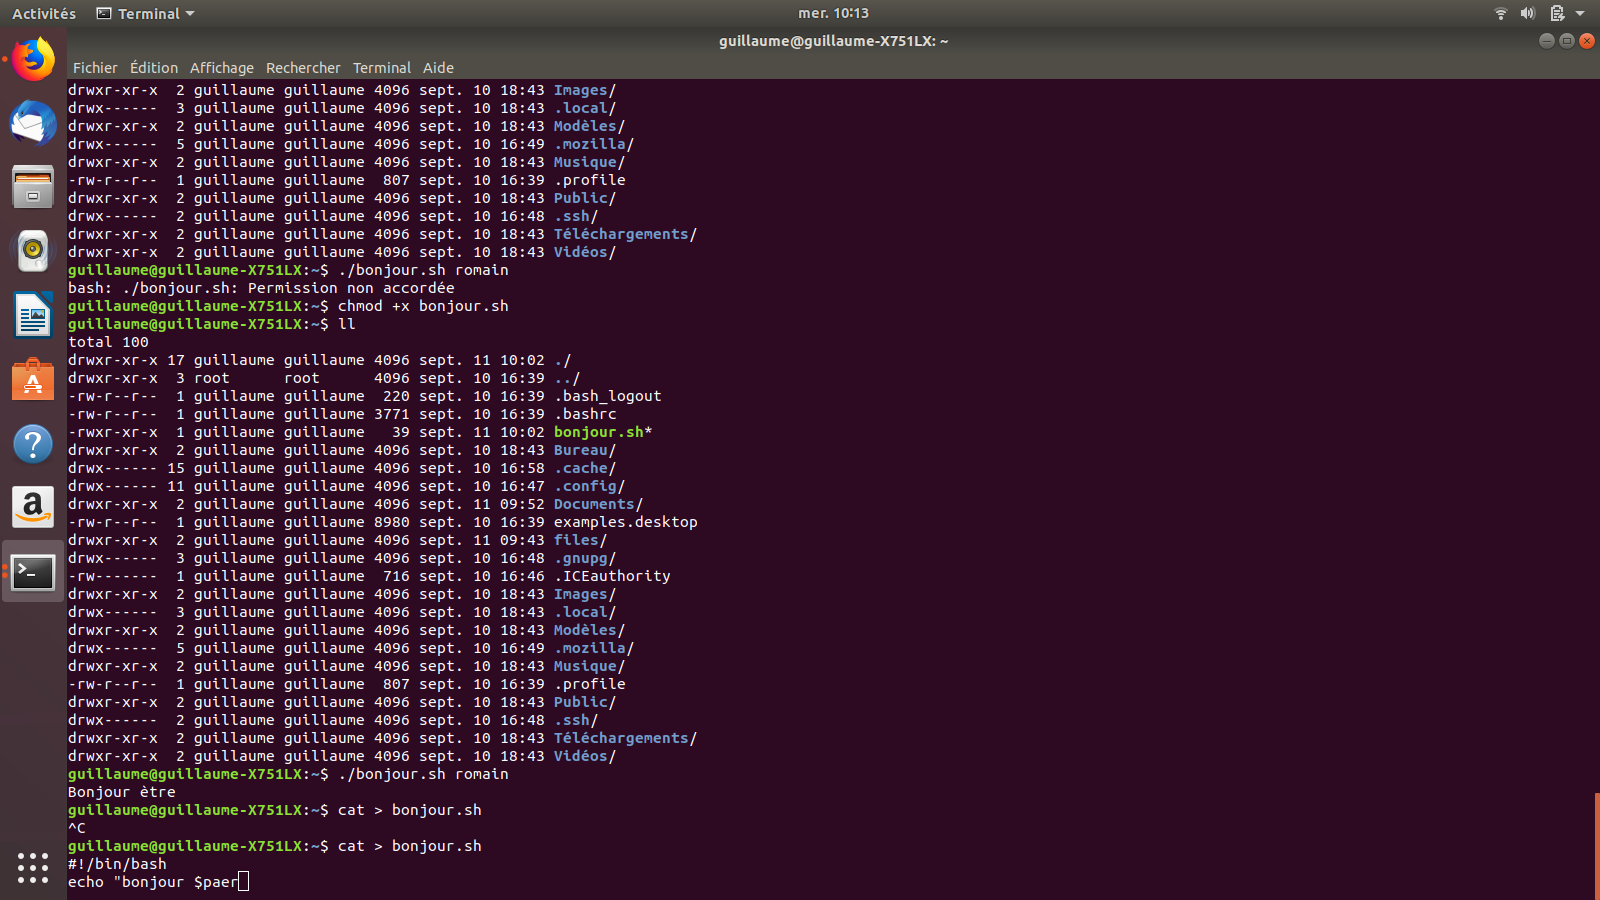 Activités Terminal mer. 10:13
guillaume@guillaume-X751LX: ~
Fichier Édition Affichage Rechercher Terminal Aide
drwxr-xr-x  2 guillaume guillaume 4096 sept. 10 18:43 Images/
drwx------  3 guillaume guillaume 4096 sept. 10 18:43 .local/
drwxr-xr-x  2 guillaume guillaume 4096 sept. 10 18:43 Modèles/
drwx------  5 guillaume guillaume 4096 sept. 10 16:49 .mozilla/
drwxr-xr-x  2 guillaume guillaume 4096 sept. 10 18:43 Musique/
-rw-r--r--  1 guillaume guillaume  807 sept. 10 16:39 .profile
drwxr-xr-x  2 guillaume guillaume 4096 sept. 10 18:43 Public/
drwx------  2 guillaume guillaume 4096 sept. 10 16:48 .ssh/
drwxr-xr-x  2 guillaume guillaume 4096 sept. 10 18:43 Téléchargements/
drwxr-xr-x  2 guillaume guillaume 4096 sept. 10 18:43 Vidéos/
guillaume@guillaume-X751LX:~$ ./bonjour.sh romain
bash: ./bonjour.sh: Permission non accordée
guillaume@guillaume-X751LX:~$ chmod +x bonjour.sh
guillaume@guillaume-X751LX:~$ ll
total 100
drwxr-xr-x 17 guillaume guillaume 4096 sept. 11 10:02 ./
drwxr-xr-x  3 root      root      4096 sept. 10 16:39 ../
-rw-r--r--  1 guillaume guillaume  220 sept. 10 16:39 .bash_logout
-rw-r--r--  1 guillaume guillaume 3771 sept. 10 16:39 .bashrc
-rwxr-xr-x  1 guillaume guillaume   39 sept. 11 10:02 bonjour.sh*
drwxr-xr-x  2 guillaume guillaume 4096 sept. 10 18:43 Bureau/
drwx------ 15 guillaume guillaume 4096 sept. 10 16:58 .cache/
drwx------ 11 guillaume guillaume 4096 sept. 10 16:47 .config/
drwxr-xr-x  2 guillaume guillaume 4096 sept. 11 09:52 Documents/
-rw-r--r--  1 guillaume guillaume 8980 sept. 10 16:39 examples.desktop
drwxr-xr-x  2 guillaume guillaume 4096 sept. 11 09:43 files/
drwx------  3 guillaume guillaume 4096 sept. 10 16:48 .gnupg/
-rw-------  1 guillaume guillaume  716 sept. 10 16:46 .ICEauthority
drwxr-xr-x  2 guillaume guillaume 4096 sept. 10 18:43 Images/
drwx------  3 guillaume guillaume 4096 sept. 10 18:43 .local/
drwxr-xr-x  2 guillaume guillaume 4096 sept. 10 18:43 Modèles/
drwx------  5 guillaume guillaume 4096 sept. 10 16:49 .mozilla/
drwxr-xr-x  2 guillaume guillaume 4096 sept. 10 18:43 Musique/
-rw-r--r--  1 guillaume guillaume  807 sept. 10 16:39 .profile
drwxr-xr-x  2 guillaume guillaume 4096 sept. 10 18:43 Public/
drwx------  2 guillaume guillaume 4096 sept. 10 16:48 .ssh/
drwxr-xr-x  2 guillaume guillaume 4096 sept. 10 18:43 Téléchargements/
drwxr-xr-x  2 guillaume guillaume 4096 sept. 10 18:43 Vidéos/
guillaume@guillaume-X751LX:~$ ./bonjour.sh romain
Bonjour ètre
guillaume@guillaume-X751LX:~$ cat > bonjour.sh
^C
guillaume@guillaume-X751LX:~$ cat > bonjour.sh
#!/bin/bash
echo "bonjour $paer